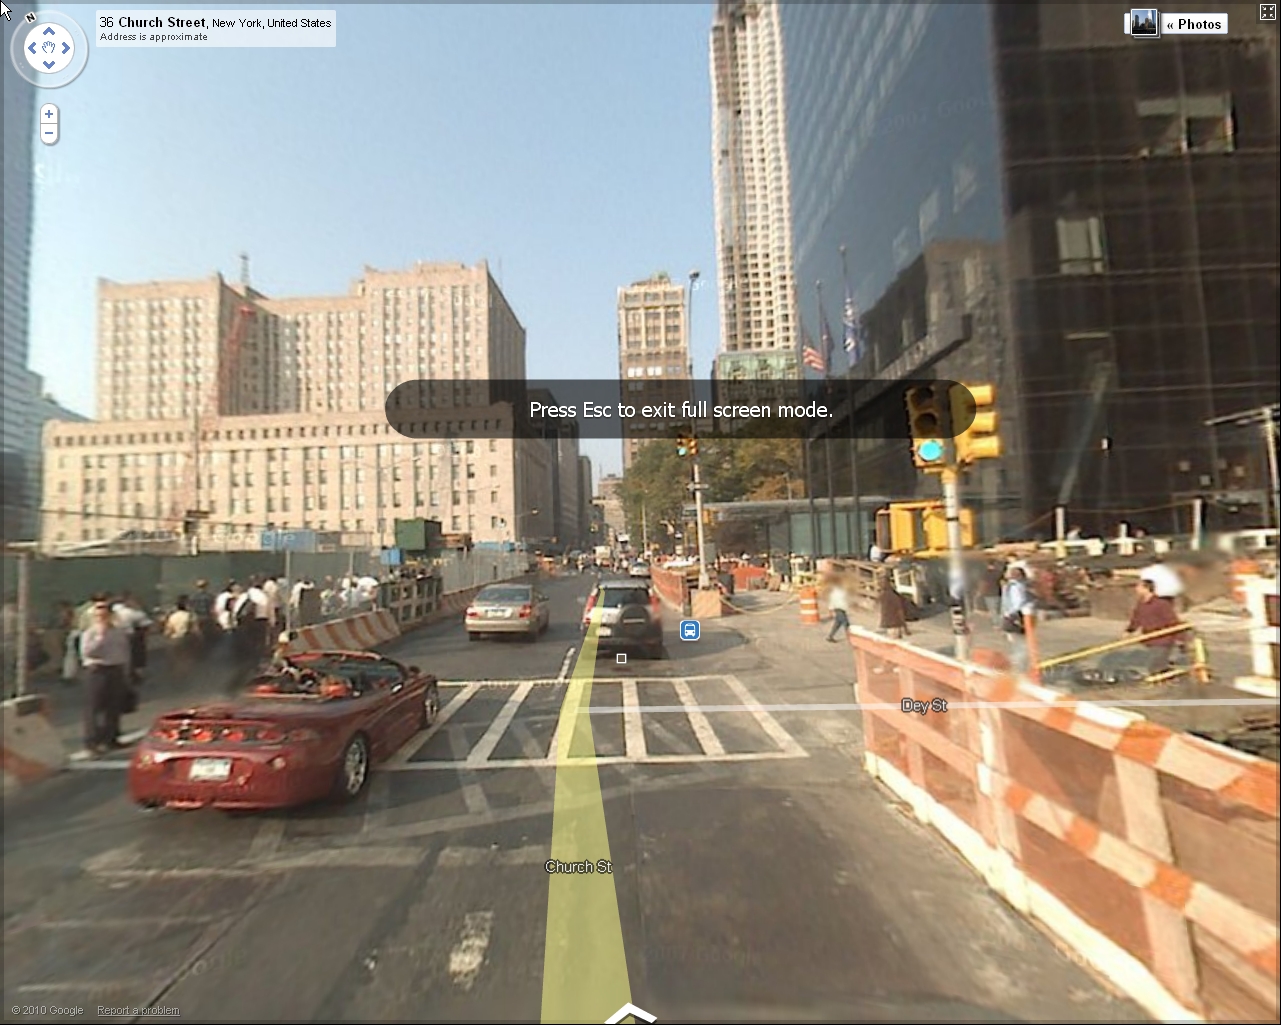 N
36 Church Street, New York, United States
Address is approximate
« Photos
Press Esc to exit full screen mode.
Dey St
Church St
© 2010 Google
Report a problem